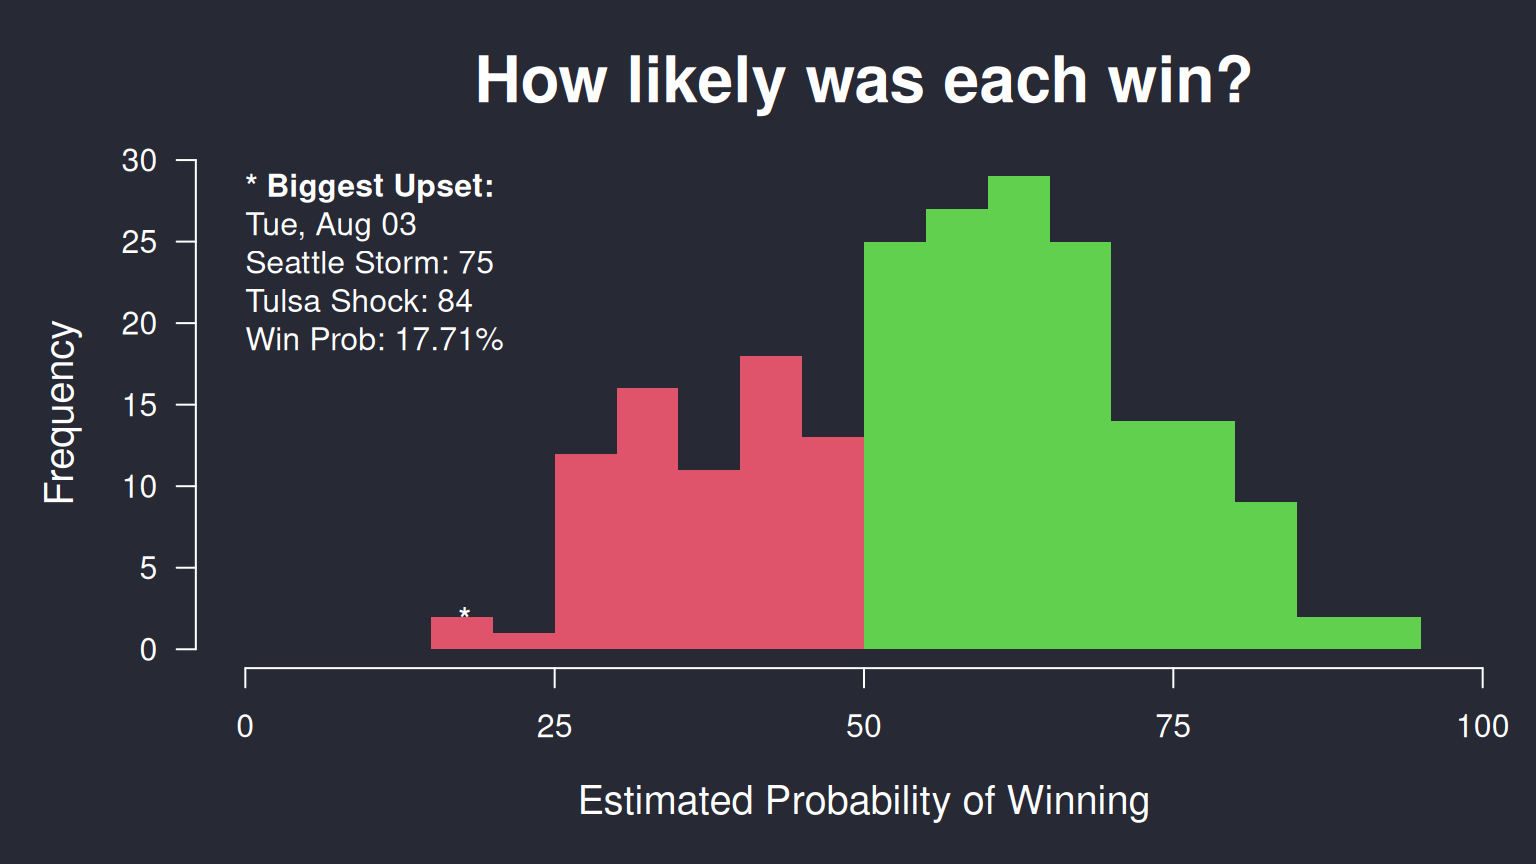 How likely was each win?
30
25
20
15
10
5
0
Frequency
* Biggest Upset:
Tue, Aug 03
Seattle Storm: 75
Tulsa Shock: 84
Win Prob: 17.71%
*
0 25 50 75 100
Estimated Probability of Winning